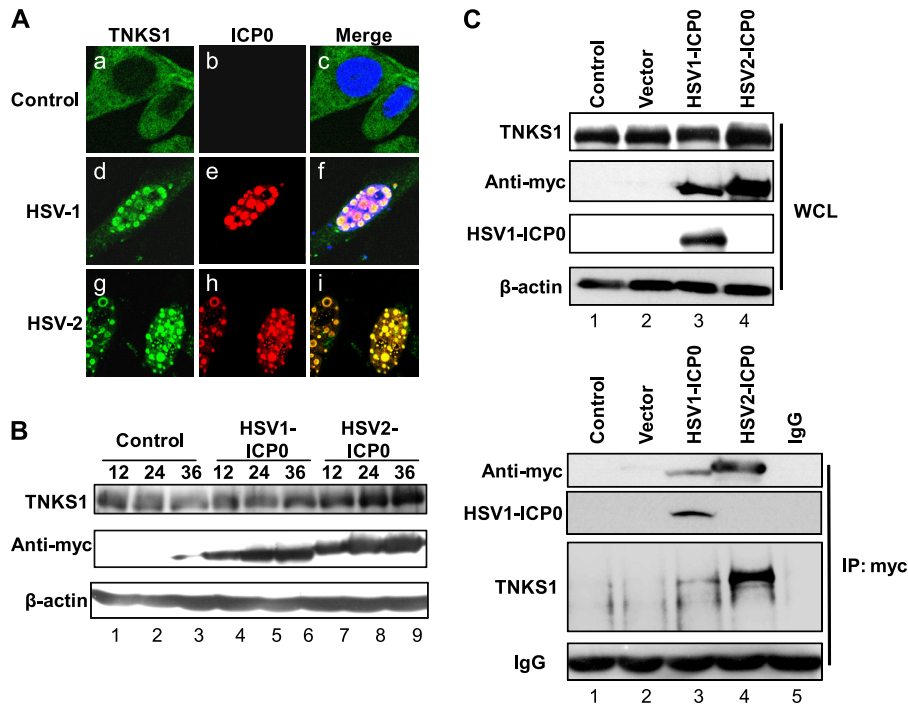 A
TNKS1 ICP0 Merge
Control
a b c
HSV-1
d e f
HSV-2
g h i
B
Control HSV1-ICP0 HSV2-ICP0
12 24 36 12 24 36 12 24 36
TNKS1
Anti-myc
β-actin
1 2 3 4 5 6 7 8 9
C
Control Vector HSV1-ICP0 HSV2-ICP0
TNKS1
Anti-myc
HSV1-ICP0
β-actin
WCL
1 2 3 4
Control Vector HSV1-ICP0 HSV2-ICP0 IgG
Anti-myc
HSV1-ICP0
TNKS1
IgG
IP: myc
1 2 3 4 5